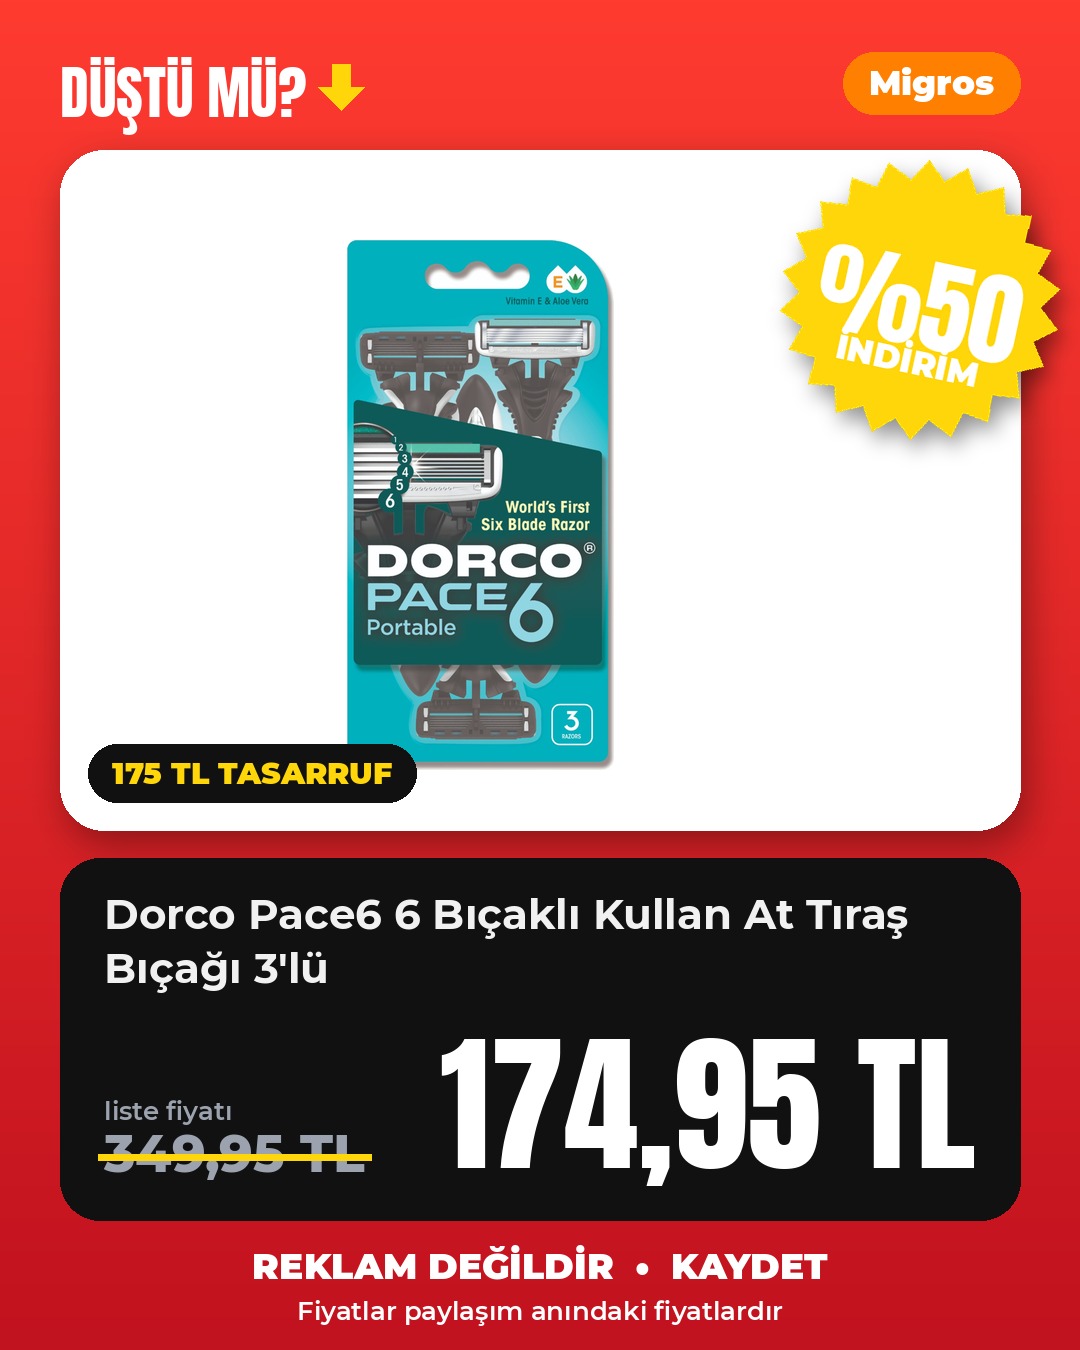 DÜŞTÜ MÜ?
Migros
%50
İNDİRİM
E
Vitamin E & Aloe Vera
1
2
3
4
5
6
World's First
Six Blade Razor
DORCO®
PACE 6
Portable
3
RAZORS
175 TL TASARRUF
Dorco Pace6 6 Bıçaklı Kullan At Tıraş
Bıçağı 3'lü
liste fiyatı
349,95 TL
174,95 TL
REKLAM DEĞİLDİR • KAYDET
Fiyatlar paylaşım anındaki fiyatlardır